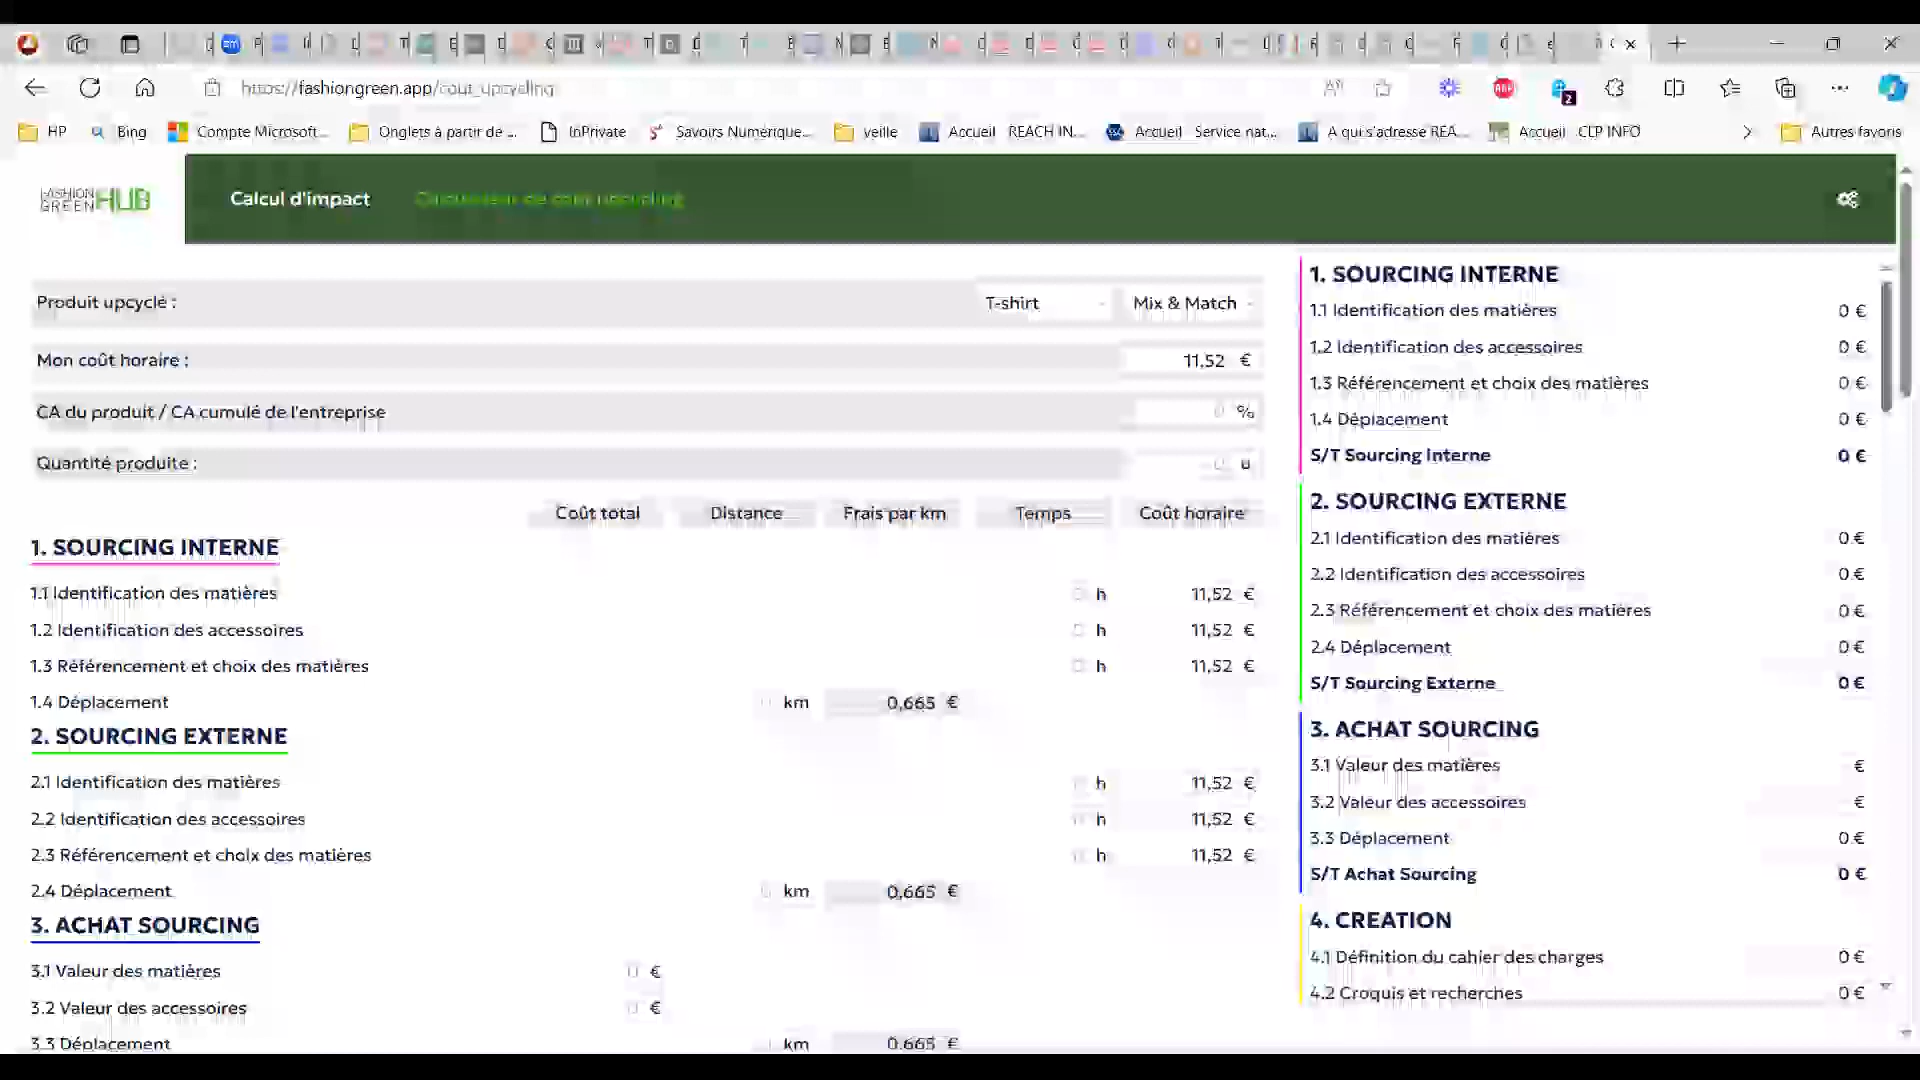 https://fashiongreen.app/cout_upcycling
HP
Bing
Compte Microsoft...
Onglets à partir de ...
InPrivate
Savoirs Numérique...
veille
Accueil REACH IN...
Accueil Service nat...
A qui s'adresse REA...
Accueil CLP INFO
Autres favoris
FASHION GREEN HUB
Calcul d'impact
Calculateur de coût upcycling
Produit upcyclé :
T-shirt
Mix & Match
Mon coût horaire :
11,52 €
CA du produit / CA cumulé de l'entreprise
%
Quantité produite :
u
Coût total
Distance
Frais par km
Temps
Coût horaire
1. SOURCING INTERNE
1.1 Identification des matières
h
11,52 €
1.2 Identification des accessoires
h
11,52 €
1.3 Référencement et choix des matières
h
11,52 €
1.4 Déplacement
km
0,665 €
2. SOURCING EXTERNE
2.1 Identification des matières
h
11,52 €
2.2 Identification des accessoires
h
11,52 €
2.3 Référencement et choix des matières
h
11,52 €
2.4 Déplacement
km
0,665 €
3. ACHAT SOURCING
3.1 Valeur des matières
€
3.2 Valeur des accessoires
€
3.3 Déplacement
km
0.665 €
1. SOURCING INTERNE
1.1 Identification des matières 0 €
1.2 Identification des accessoires 0 €
1.3 Référencement et choix des matières 0 €
1.4 Déplacement 0 €
S/T Sourcing Interne 0 €
2. SOURCING EXTERNE
2.1 Identification des matières 0 €
2.2 Identification des accessoires 0 €
2.3 Référencement et choix des matières 0 €
2.4 Déplacement 0 €
S/T Sourcing Externe 0 €
3. ACHAT SOURCING
3.1 Valeur des matières €
3.2 Valeur des accessoires €
3.3 Déplacement 0 €
S/T Achat Sourcing 0 €
4. CREATION
4.1 Définition du cahier des charges 0 €
4.2 Croquis et recherches 0 €